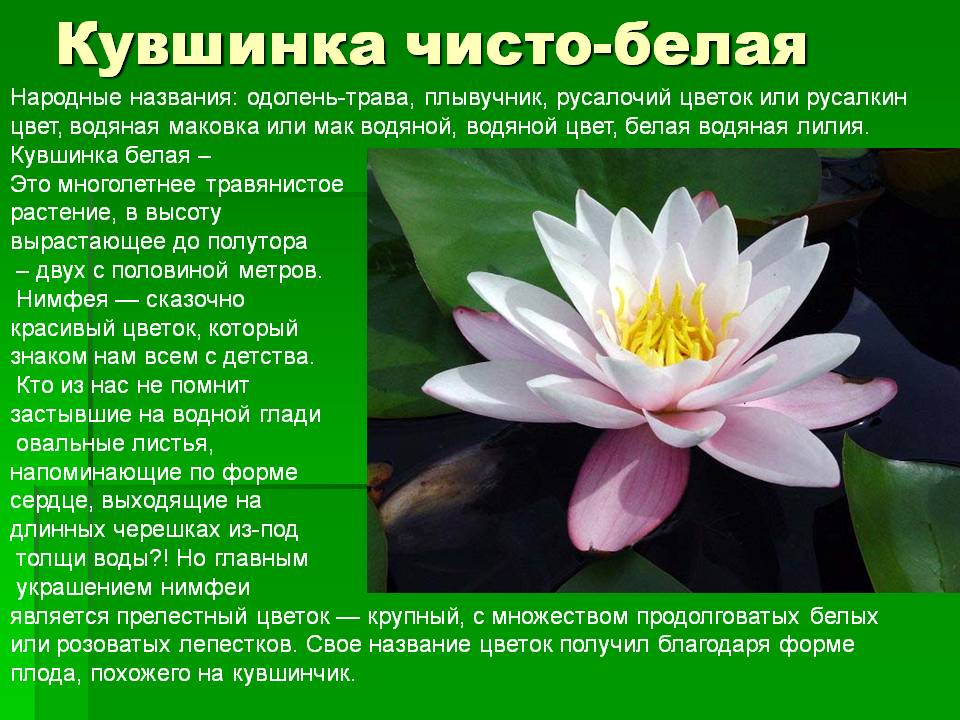 Кувшинка чисто-белая
Народные названия: одолень-трава, плывучник, русалочий цветок или русалкин
цвет, водяная маковка или мак водяной, водяной цвет, белая водяная лилия.
Кувшинка белая –
Это многолетнее травянистое
растение, в высоту
вырастающее до полутора
– двух с половиной метров.
Нимфея — сказочно
красивый цветок, который
знаком нам всем с детства.
Кто из нас не помнит
застывшие на водной глади
овальные листья,
напоминающие по форме
сердце, выходящие на
длинных черешках из-под
толщи воды?! Но главным
украшением нимфеи
является прелестный цветок — крупный, с множеством продолговатых белых
или розоватых лепестков. Свое название цветок получил благодаря форме
плода, похожего на кувшинчик.